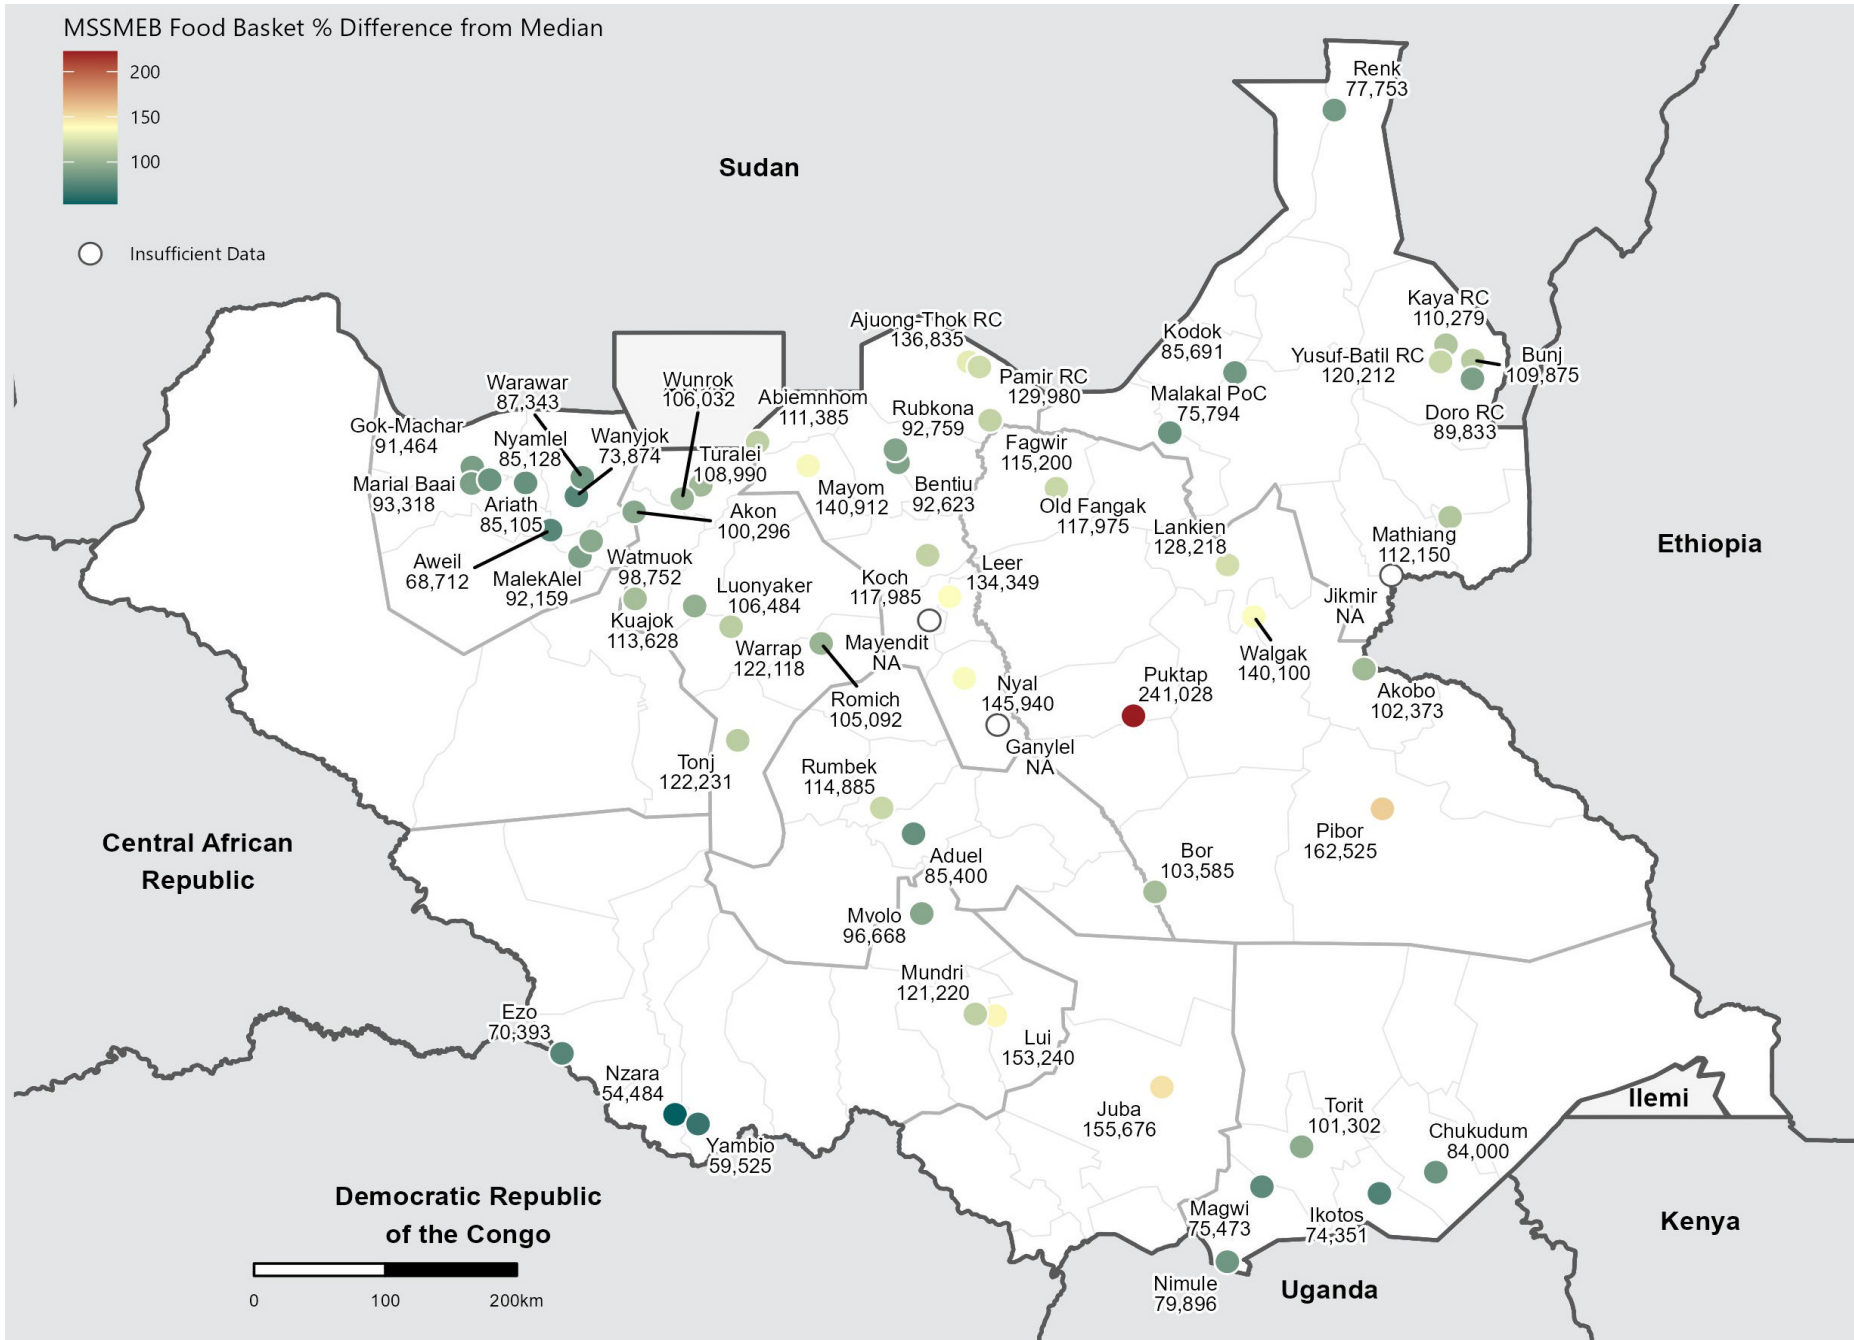 MSSMEB Food Basket % Difference from Median
200
150
100
Insufficient Data
Sudan
Renk
77,753
Kaya RC
110,279
Ajuong-Thok RC
136,835
Kodok
85,691
Yusuf-Batil RC
120,212
Bunj
109,875
Warawar
87,343
Wunrok
106,032
Abiemnhom
111,385
Pamir RC
129,980
Malakal PoC
75,794
Doro RC
89,833
Gok-Machar
91,464
Nyamlel
85,128
Wanyjok
73,874
Rubkona
92,759
Turalei
108,990
Fagwir
115,200
Marial Baai
93,318
Mayom
140,912
Bentiu
92,623
Ariath
85,105
Akon
100,296
Old Fangak
117,975
Lankien
128,218
Mathiang
112,150
Ethiopia
Aweil
68,712
MalekAlel
92,159
Watmuok
98,752
Luonyaker
106,484
Koch
117,985
Leer
134,349
Jikmir
NA
Kuajok
113,628
Warrap
122,118
Mayendit
NA
Walgak
140,100
Puktap
241,028
Nyal
145,940
Akobo
102,373
Romich
105,092
Ganylel
NA
Tonj
122,231
Rumbek
114,885
Central African
Republic
Pibor
162,525
Bor
103,585
Aduel
85,400
Mvolo
96,668
Mundri
121,220
Ezo
70,393
Lui
153,240
Nzara
54,484
Juba
155,676
Torit
101,302
Ilemi
Chukudum
84,000
Yambio
59,525
Democratic Republic
of the Congo
Magwi
75,473
Ikotos
74,351
Kenya
Nimule
79,896
Uganda
0 100 200km